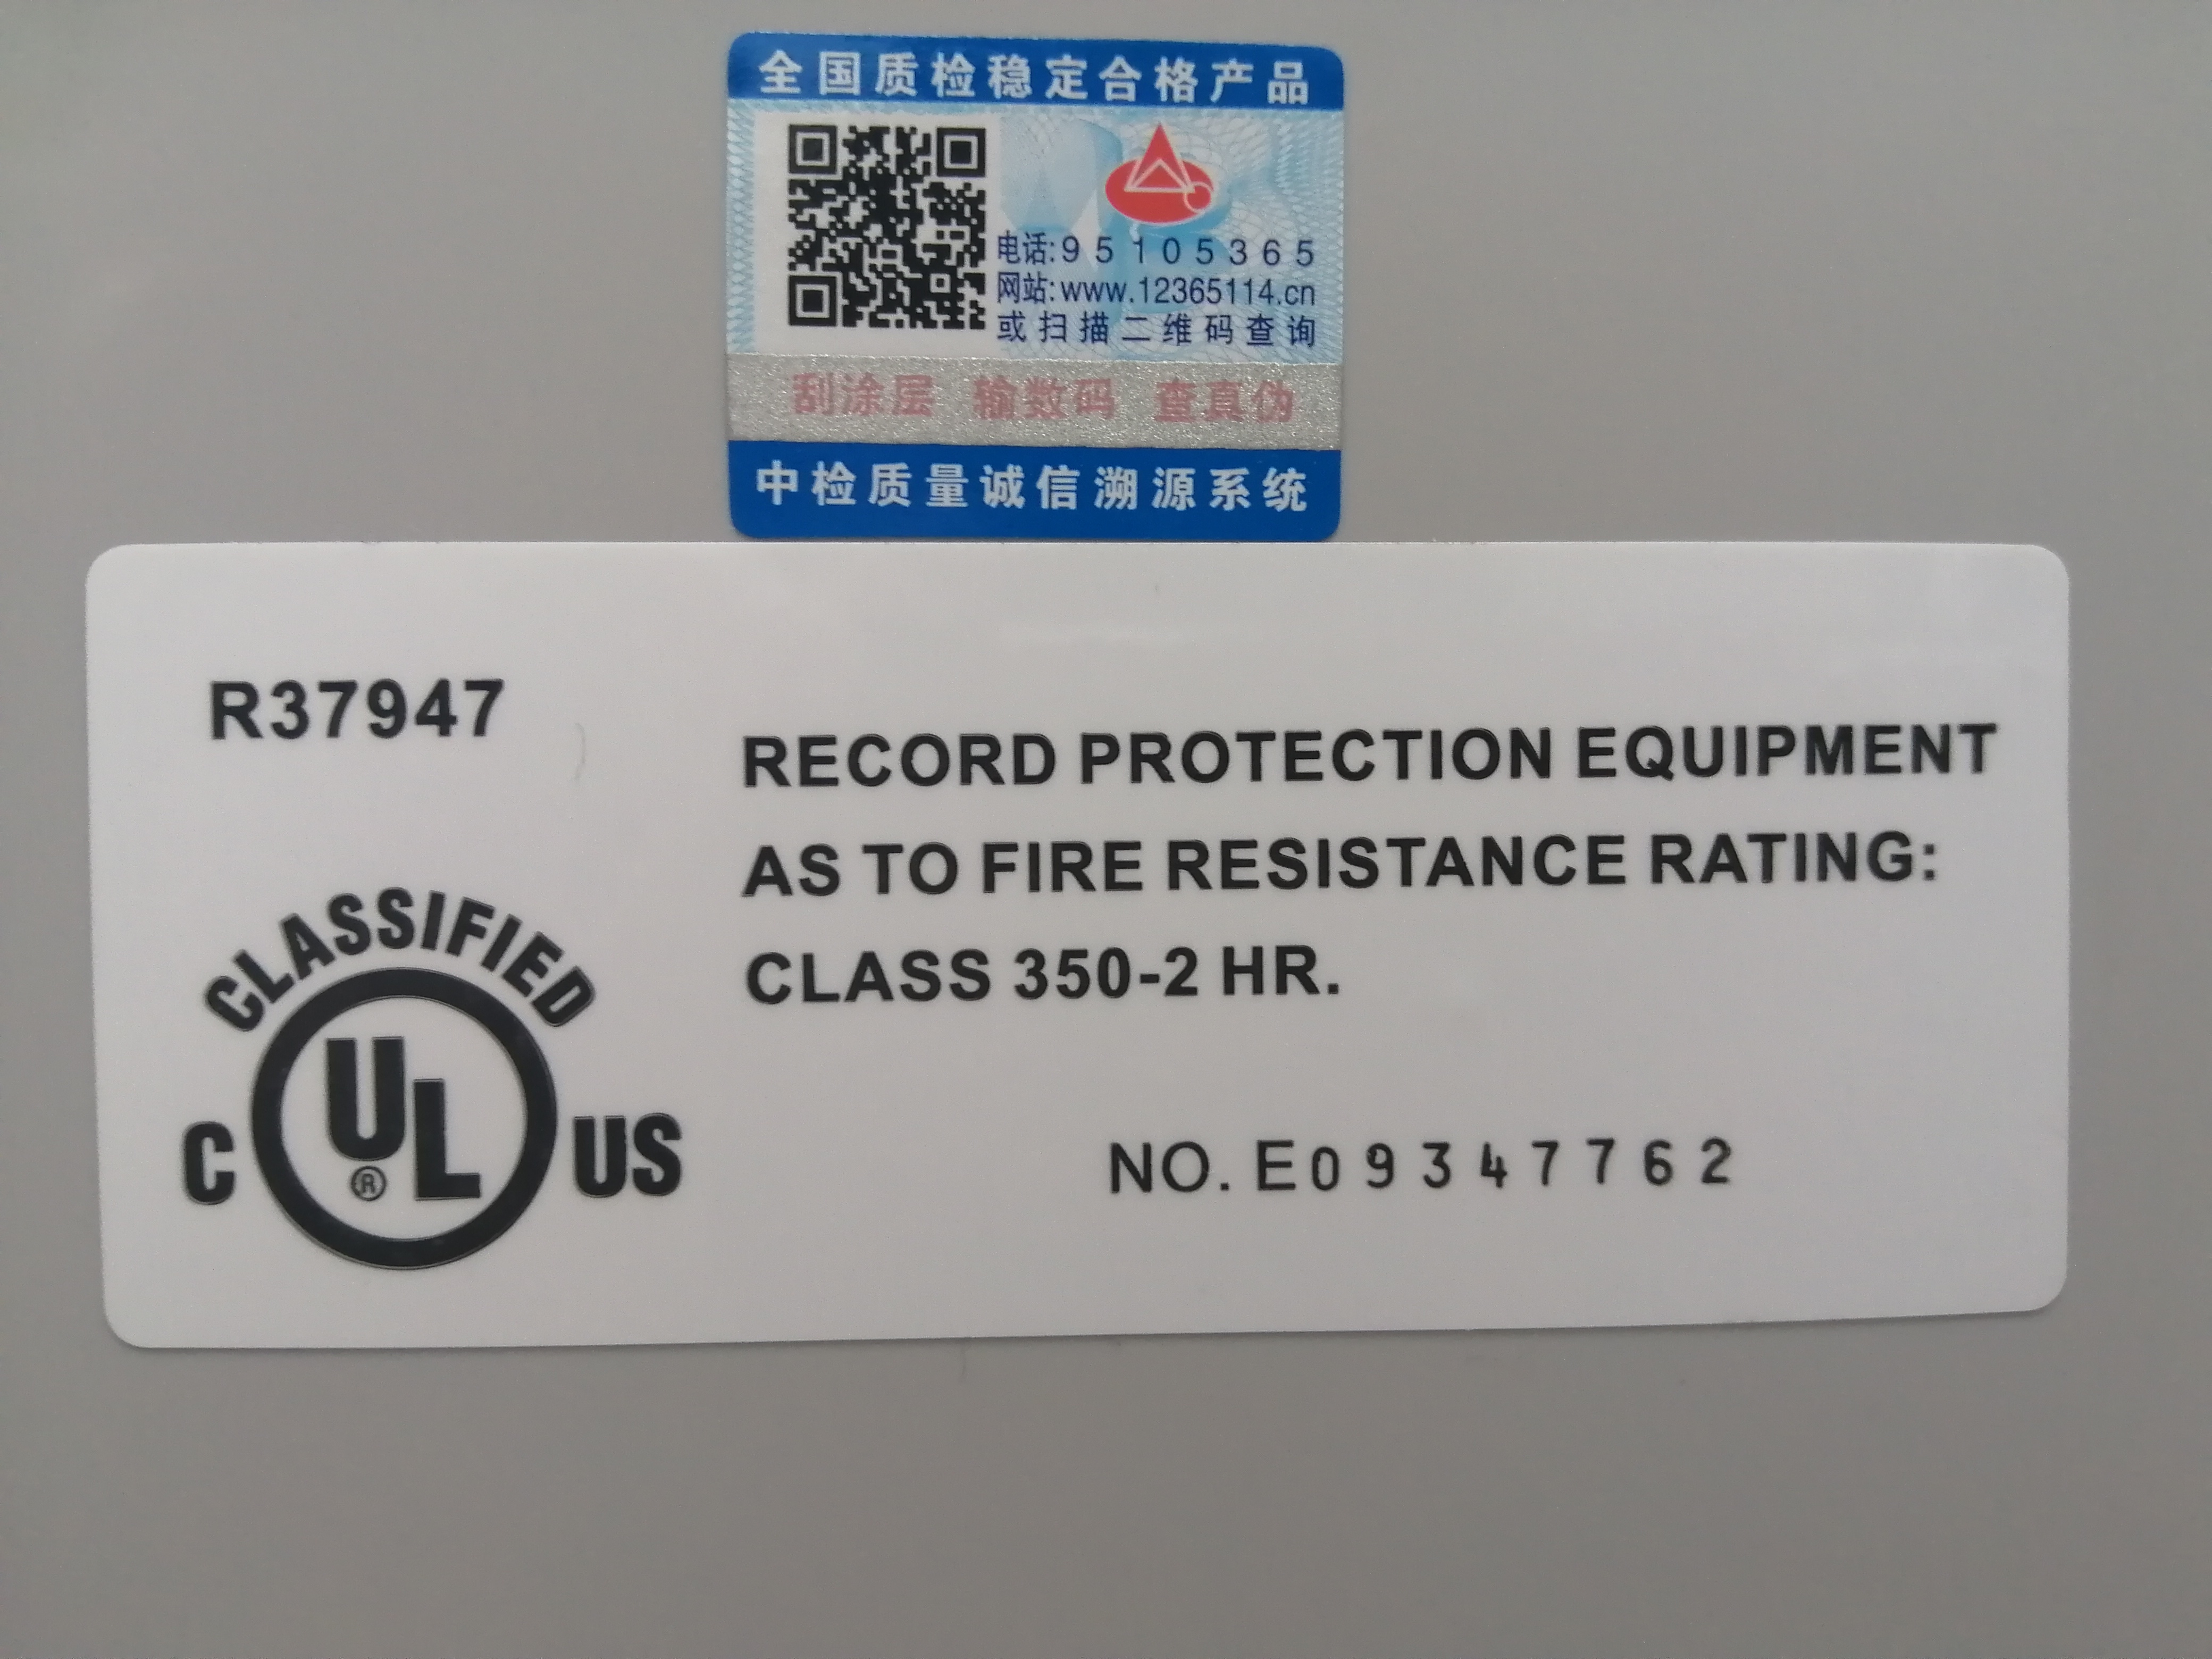 全国质检稳定合格产品
电话:95105365
网站:www.12365114.cn
或扫描二维码查询
刮涂层 输数码 查真伪
中检质量诚信溯源系统
R37947
RECORD PROTECTION EQUIPMENT
AS TO FIRE RESISTANCE RATING:
CLASS 350-2 HR.
CLASSIFIED
C UL US
®
NO. E09347762